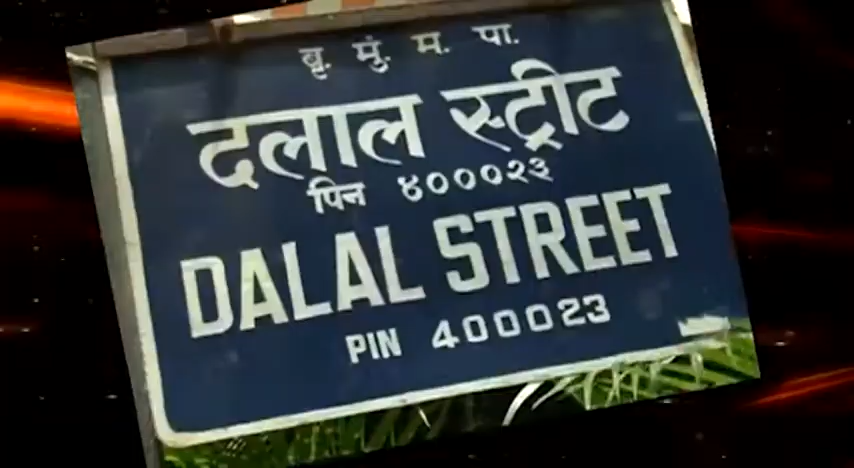 बृ. मुं. म. पा.
दलाल स्ट्रीट
पिन ४०००२३
DALAL STREET
PIN 400023